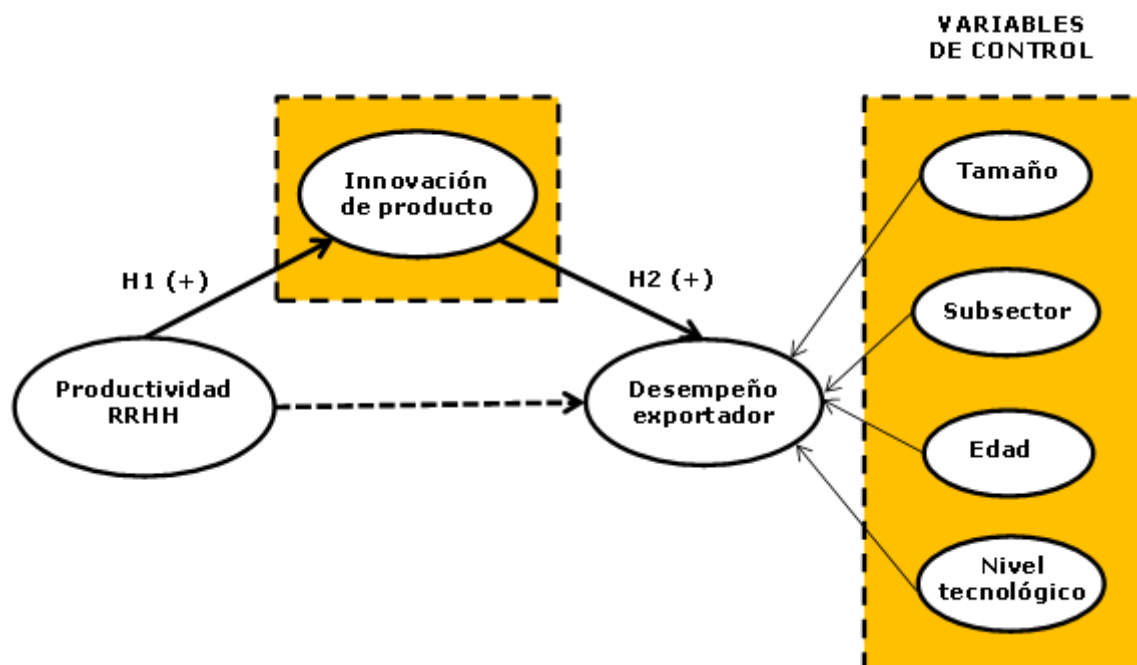 VARIABLES
DE CONTROL
Innovación
de producto
Tamaño
H1 (+)
H2 (+)
Subsector
Productividad
RRHH
Desempeño
exportador
Edad
Nivel
tecnológico